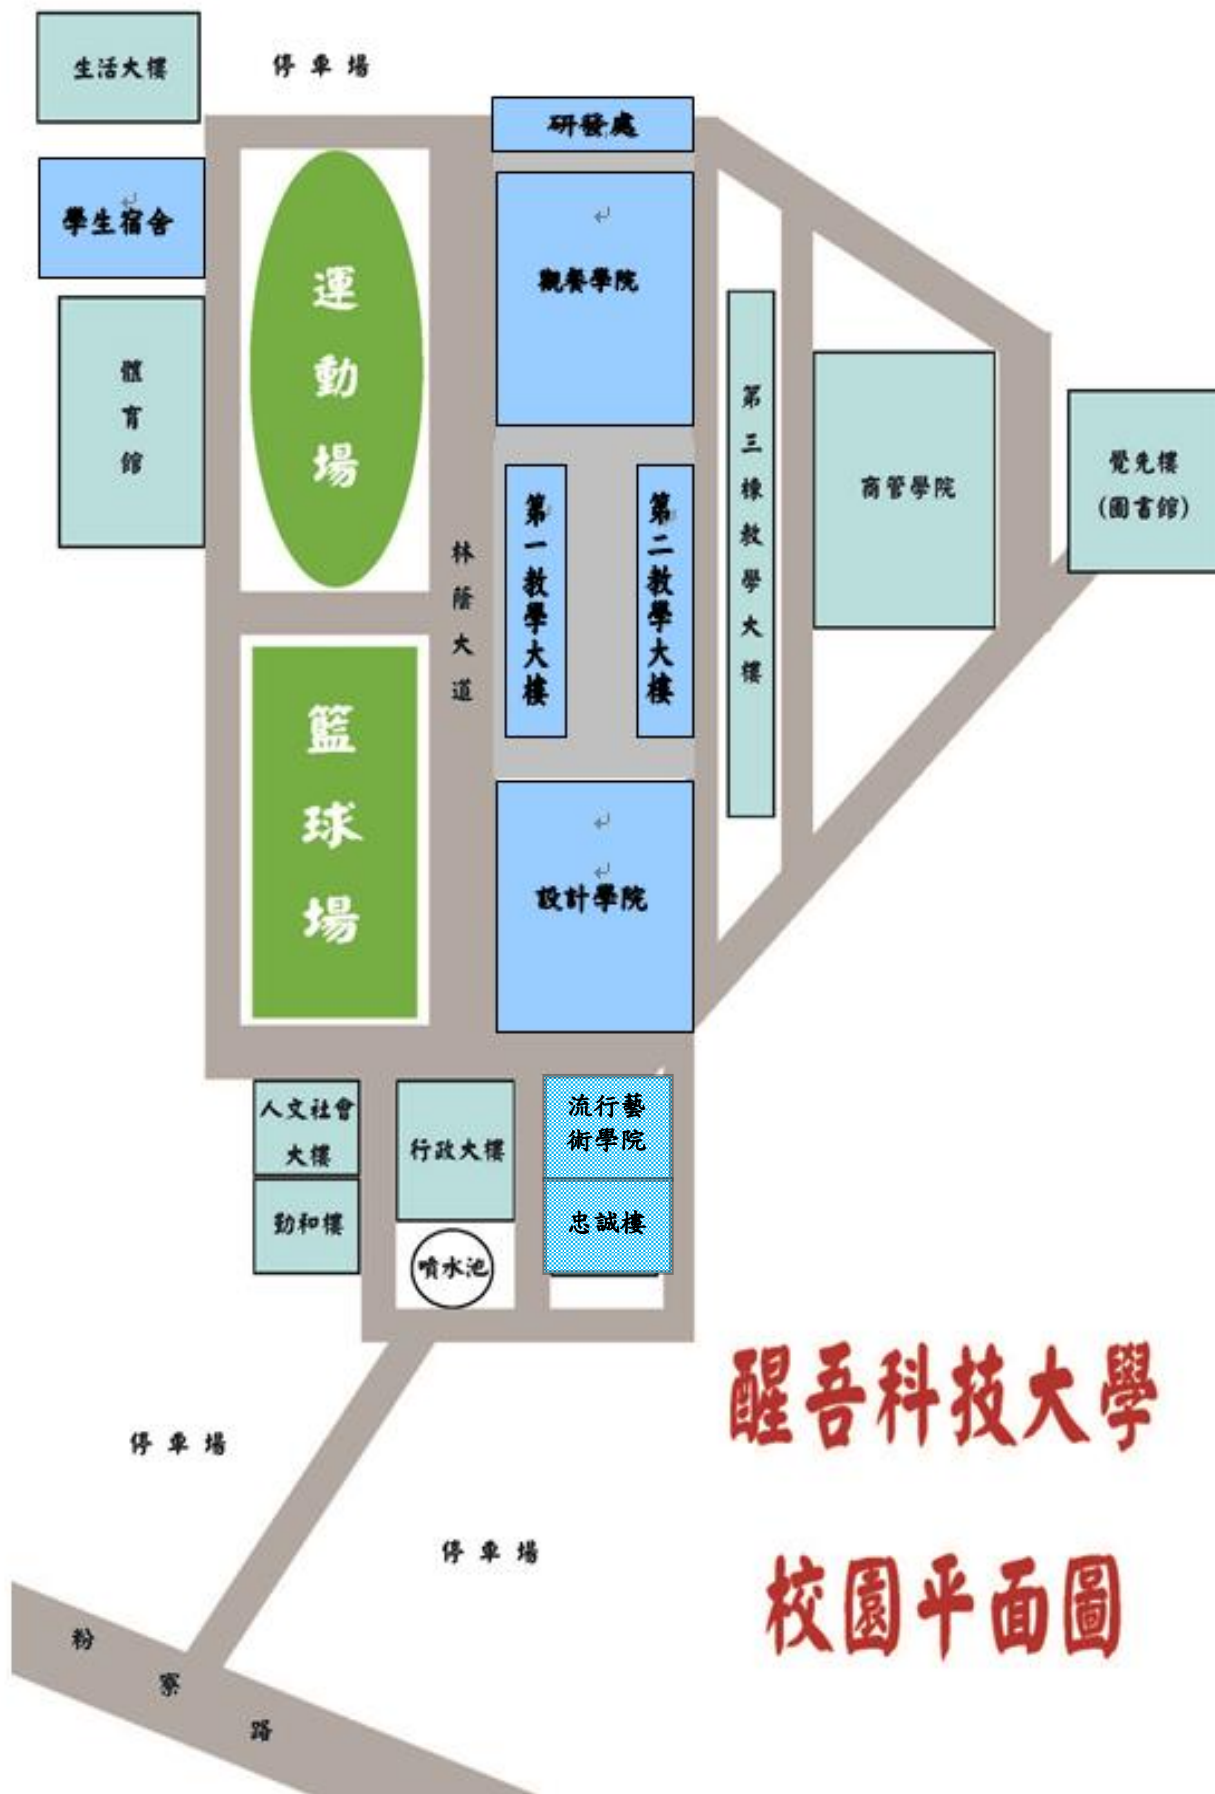 生活大樓
停車場
研發處
學生宿舍
觀餐學院
運動場
體育館
第三棟教學大樓
商管學院
覺先樓
(圖書館)
第一教學大樓
第二教學大樓
林蔭大道
籃球場
設計學院
人文社會
大樓
行政大樓
流行藝
術學院
勤和樓
忠誠樓
噴水池
醒吾科技大學
停車場
停車場
校園平面圖
粉寮路